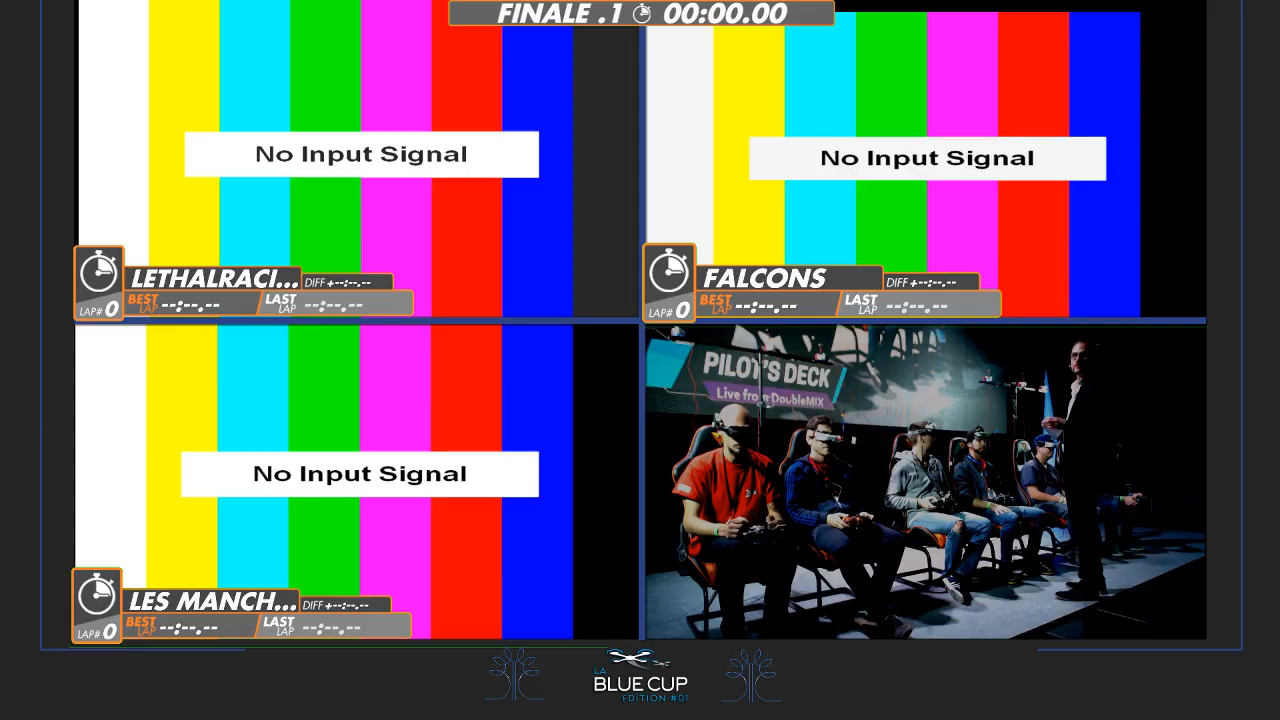 FINALE .1 00:00.00
No Input Signal
LETHALRACI... DIFF +--:--.--
LAP# 0 BEST LAP --:--.-- LAST LAP --:--.--
No Input Signal
FALCONS DIFF +--:--.--
LAP# 0 BEST LAP --:--.-- LAST LAP --:--.--
No Input Signal
LES MANCH... DIFF +--:--.--
LAP# 0 BEST LAP --:--.-- LAST LAP --:--.--
PILOT'S DECK
Live from DoubleMIX
LA
BLUE CUP
EDITION #01